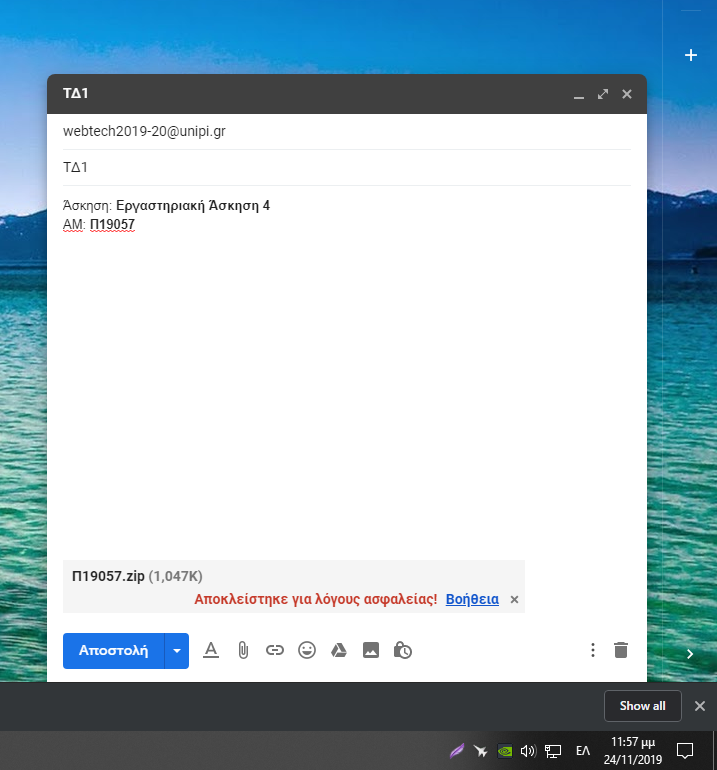 ΤΔ1
webtech2019-20@unipi.gr
ΤΔ1
Άσκηση: Εργαστηριακή Άσκηση 4
ΑΜ: Π19057
Π19057.zip (1,047K)
Αποκλείστηκε για λόγους ασφαλείας! Βοήθεια
Αποστολή
Show all
ΕΛ
11:57 μμ
24/11/2019